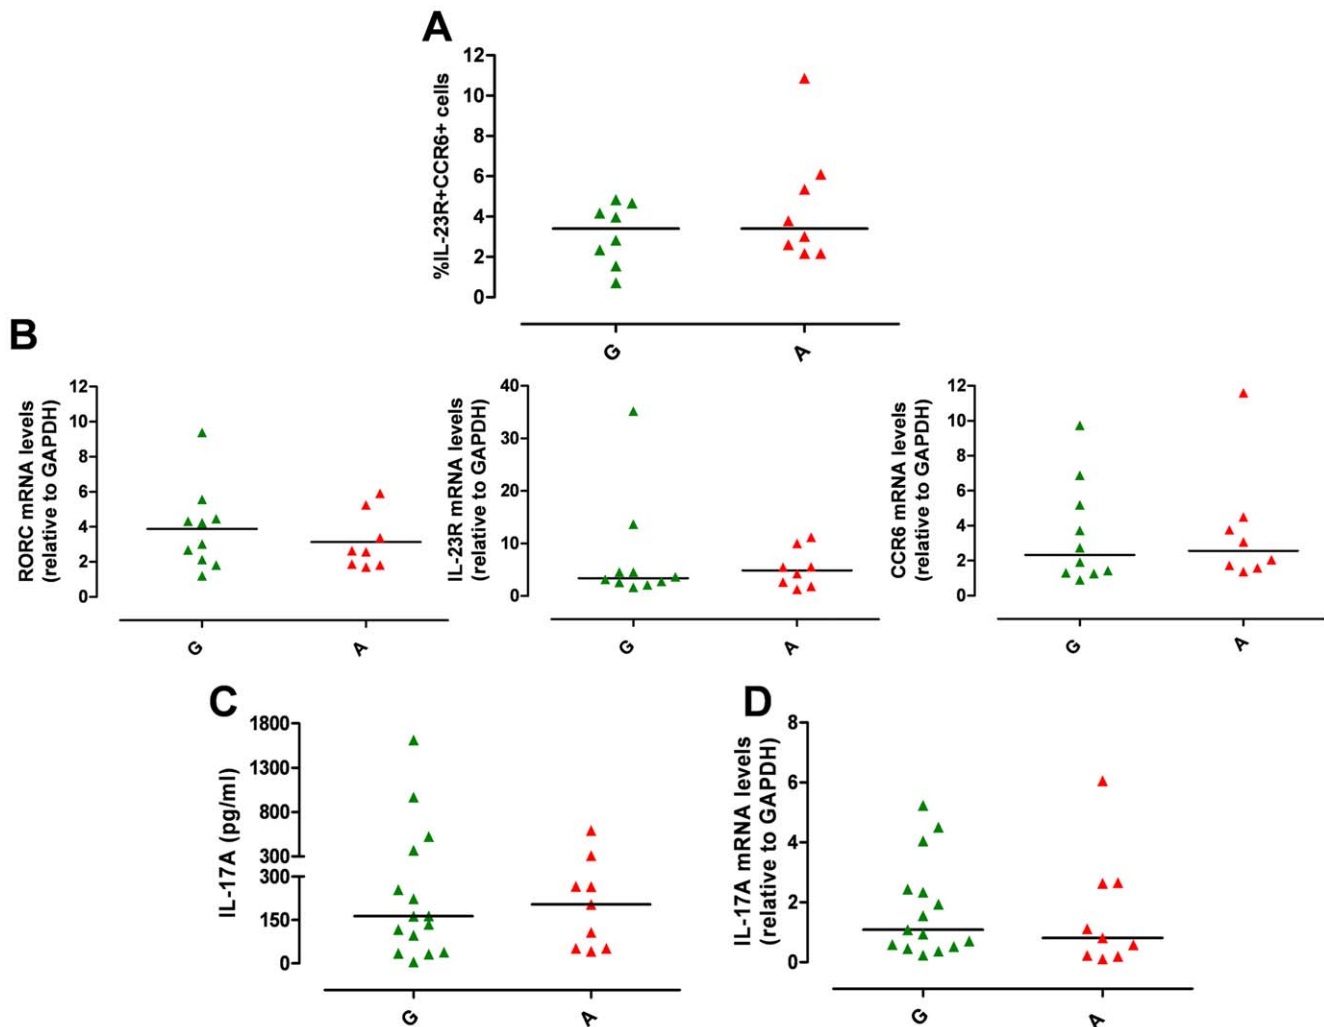 A
%IL-23R+CCR6+ cells
12
10
8
6
4
2
0
G
A
B
RORC mRNA levels
(relative to GAPDH)
12
10
8
6
4
2
0
G
A
IL-23R mRNA levels
(relative to GAPDH)
40
30
20
10
0
G
A
CCR6 mRNA levels
(relative to GAPDH)
12
10
8
6
4
2
0
G
A
C
IL-17A (pg/ml)
1800
1300
800
300
300
150
0
G
A
D
IL-17A mRNA levels
(relative to GAPDH)
8
6
4
2
0
G
A